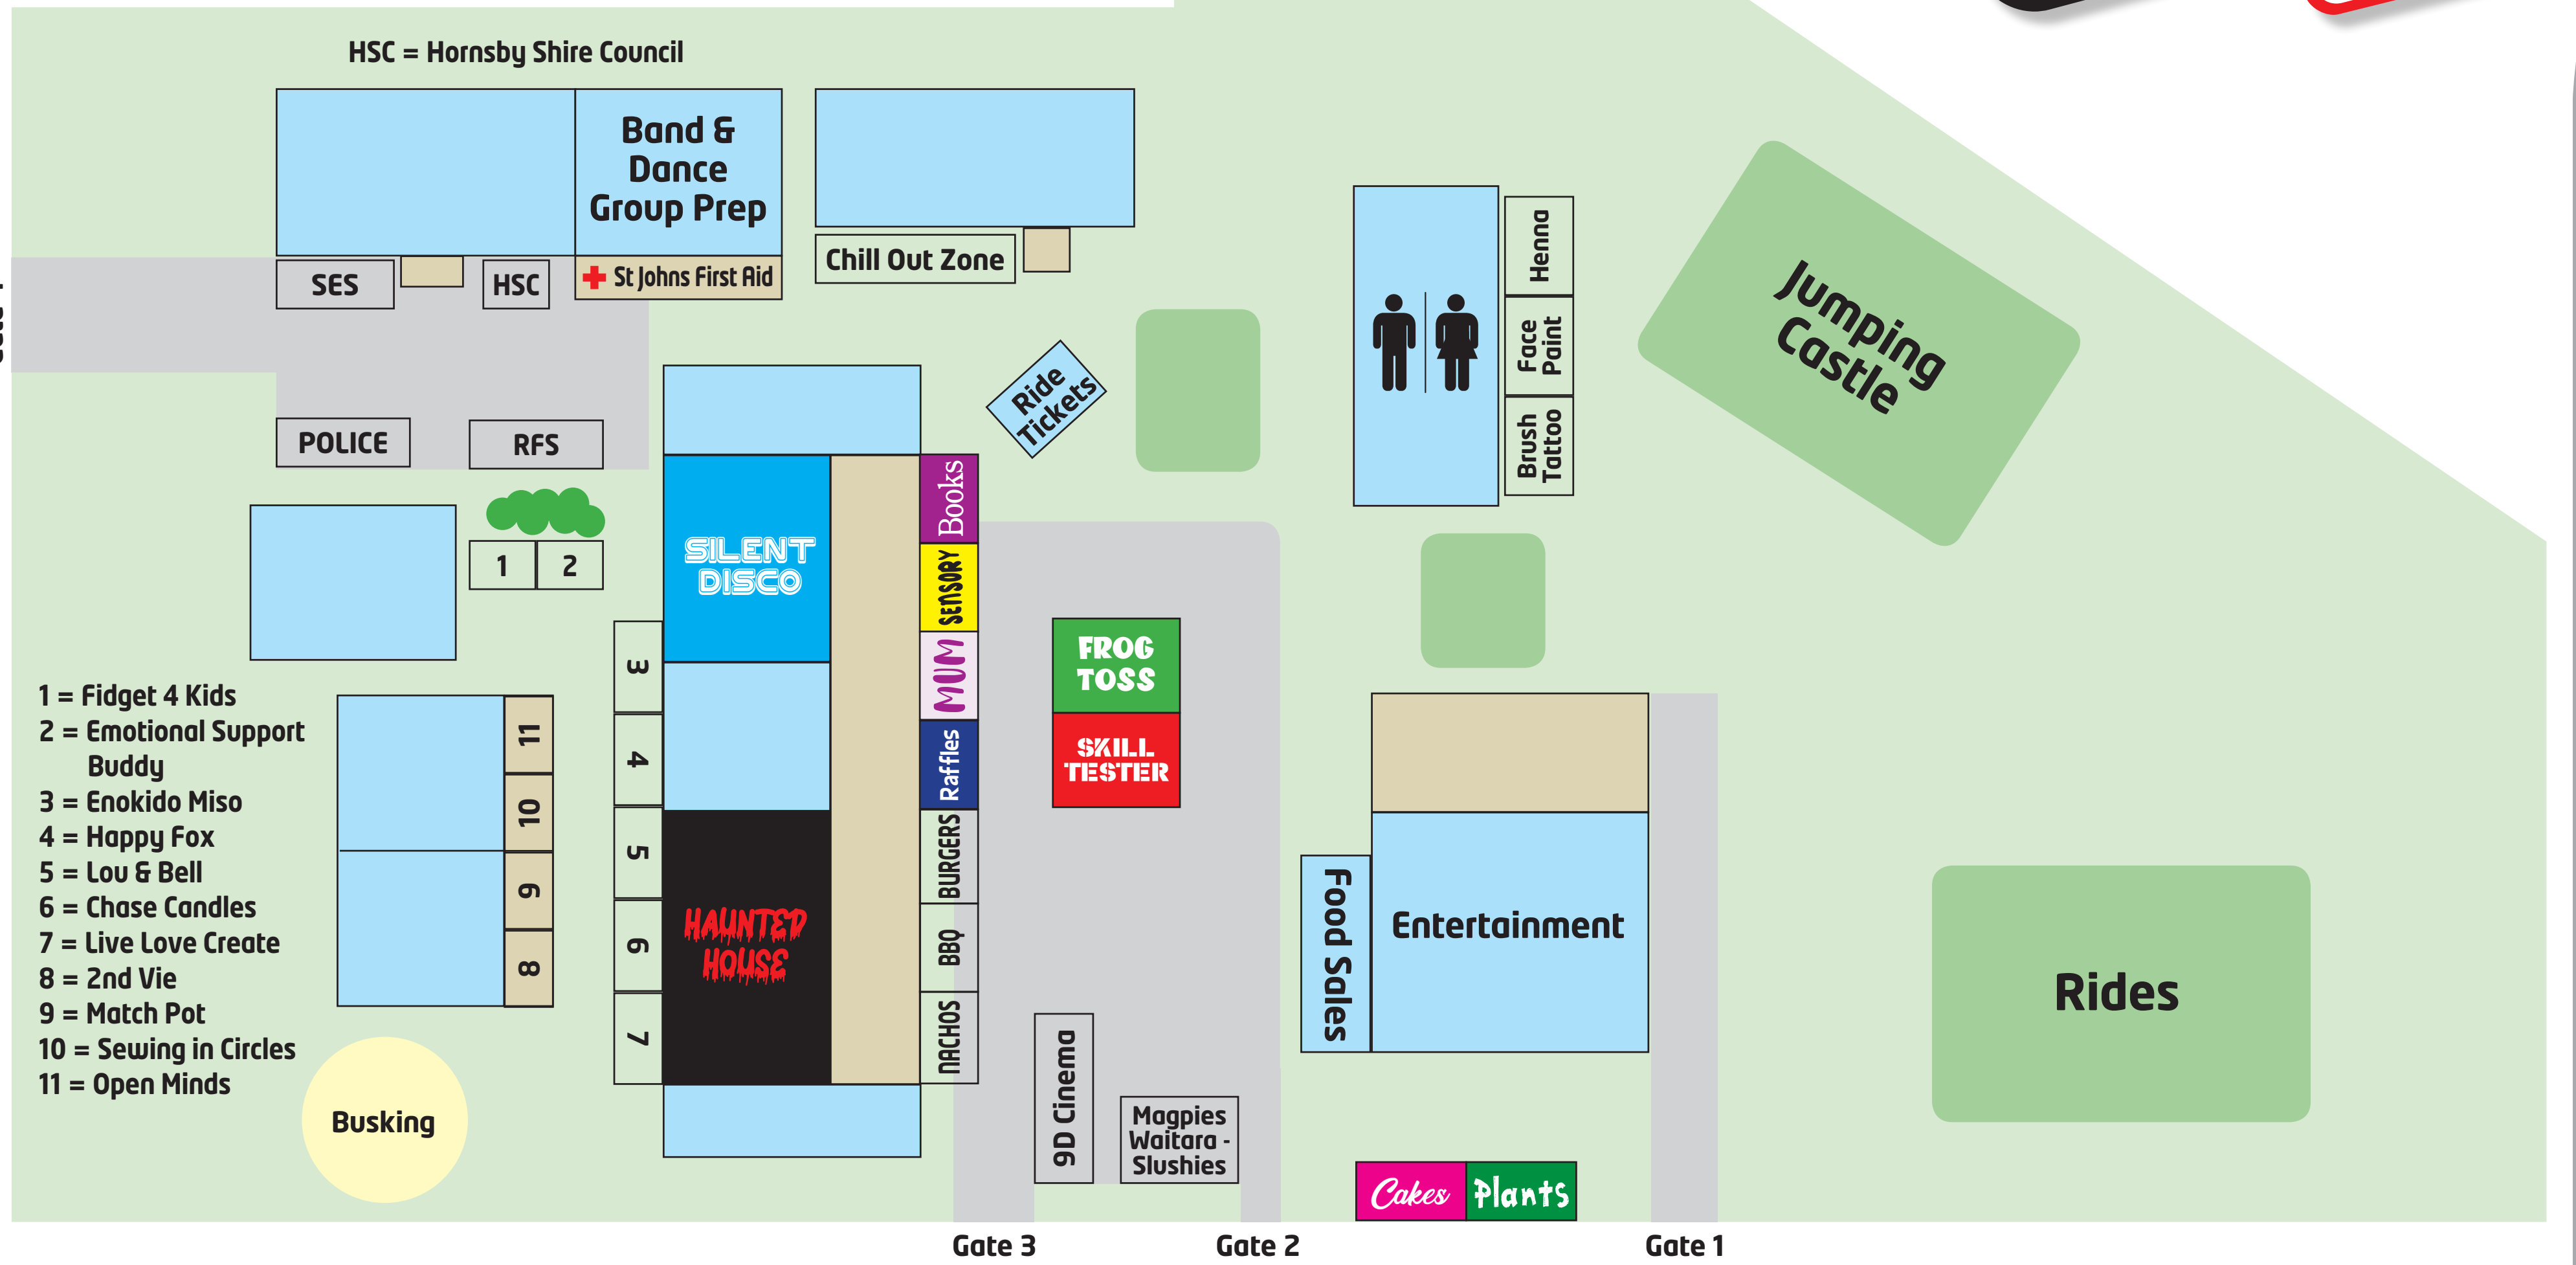 HSC = Hornsby Shire Council
Band &
Dance
Group Prep
SES
HSC
St Johns First Aid
Chill Out Zone
Henna
Face
Paint
Brush
Tattoo
Jumping
Castle
Ride
Tickets
POLICE
RFS
1
2
SILENT
DISCO
Books
SENSORY
MUM
Raffles
BURGERS
BBQ
NACHOS
FROG
TOSS
SKILL
TESTER
3
4
5
6
7
11
10
9
8
HAUNTED
HOUSE
1 = Fidget 4 Kids
2 = Emotional Support
Buddy
3 = Enokido Miso
4 = Happy Fox
5 = Lou & Bell
6 = Chase Candles
7 = Live Love Create
8 = 2nd Vie
9 = Match Pot
10 = Sewing in Circles
11 = Open Minds
Busking
Food Sales
Entertainment
Rides
9D Cinema
Magpies
Waitara -
Slushies
Cakes
Plants
Gate 3
Gate 2
Gate 1